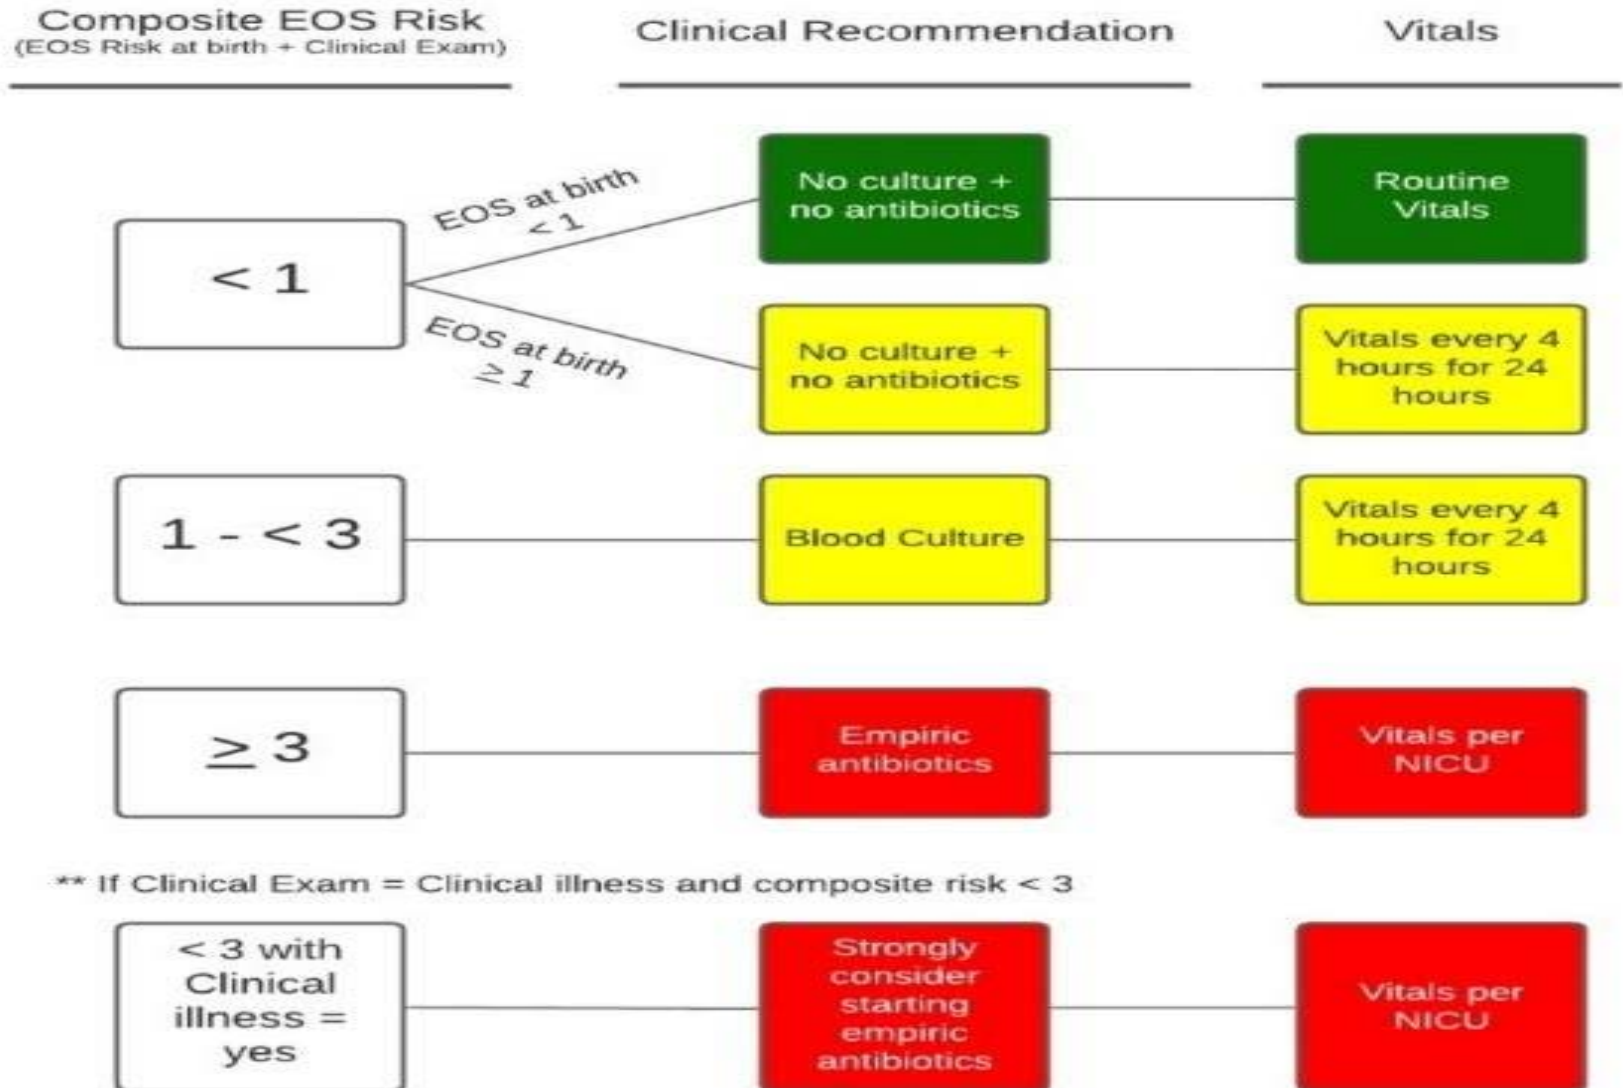 Composite EOS Risk
(EOS Risk at birth + Clinical Exam)
Clinical Recommendation
Vitals
< 1
EOS at birth
< 1
No culture +
no antibiotics
Routine
Vitals
EOS at birth
≥ 1
No culture +
no antibiotics
Vitals every 4
hours for 24
hours
1 - < 3
Blood Culture
Vitals every 4
hours for 24
hours
≥ 3
Empiric
antibiotics
Vitals per
NICU
** If Clinical Exam = Clinical illness and composite risk < 3
< 3 with
Clinical
illness =
yes
Strongly
consider
starting
empiric
antibiotics
Vitals per
NICU